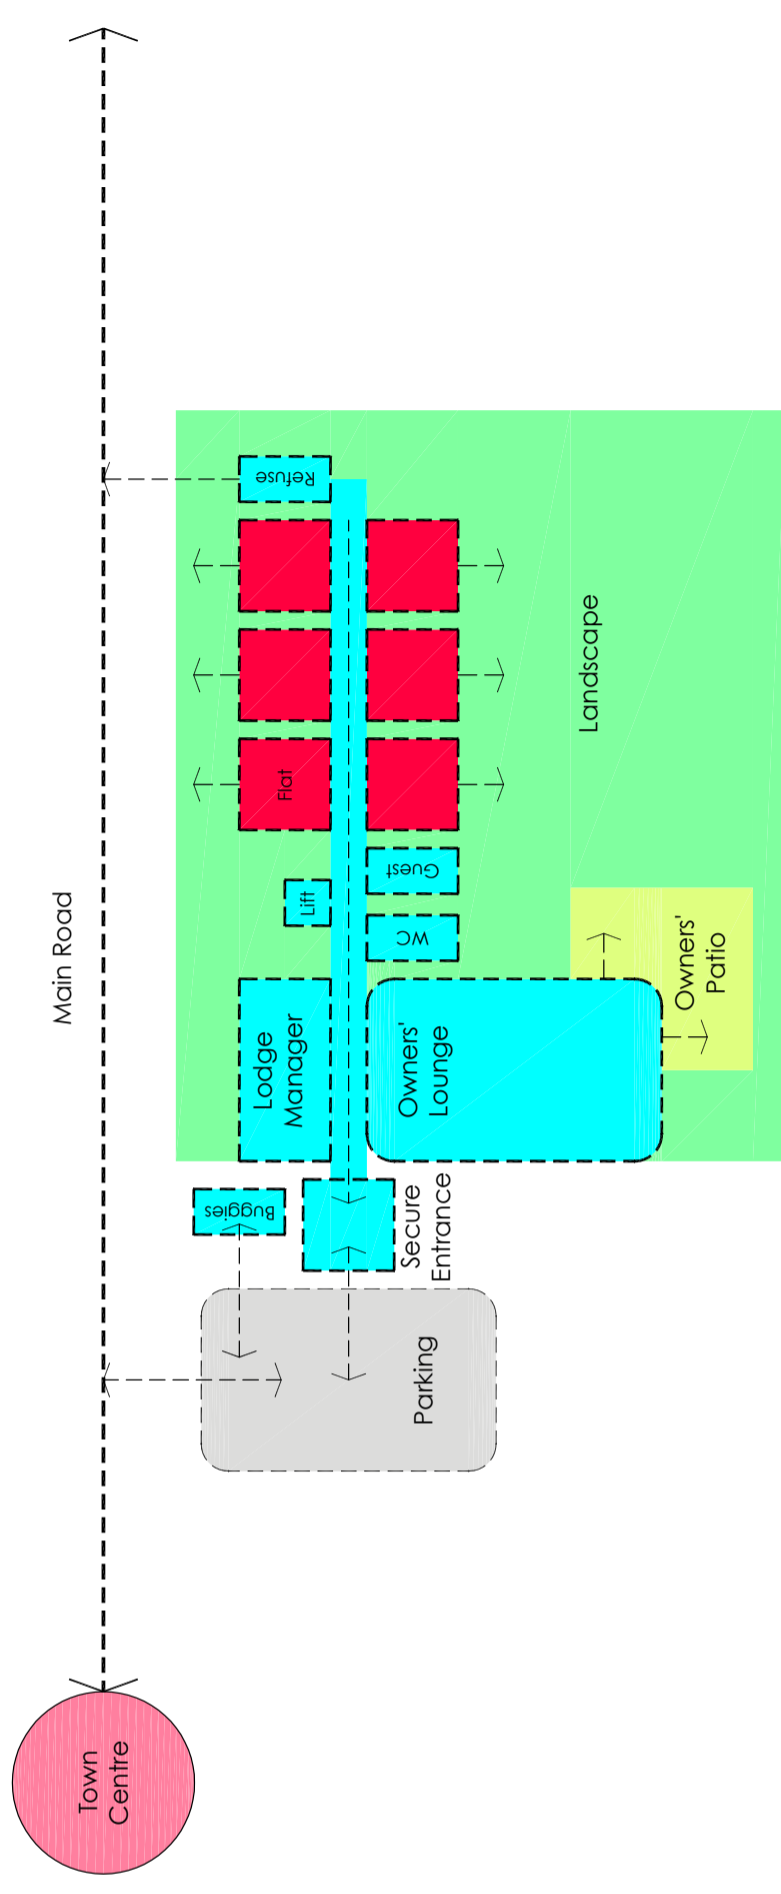 Main Road
Town
Centre
Parking
Buggies
Secure
Entrance
Lodge
Manager
Owners'
Lounge
Owners'
Patio
Lift
WC
Guest
Flat
Landscape
Refuse